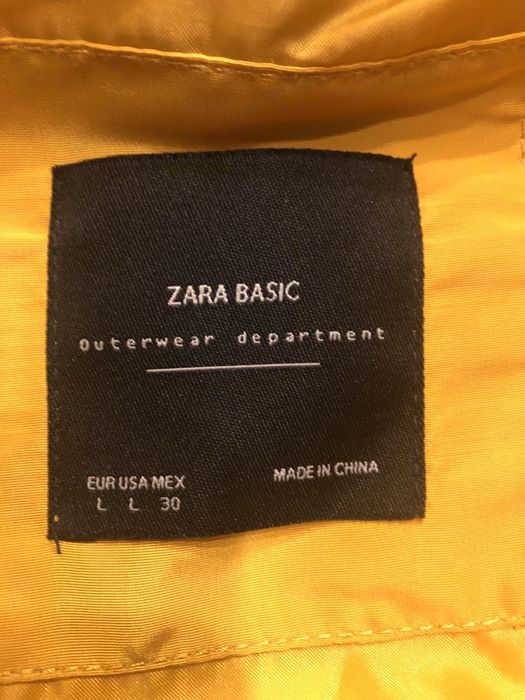 ZARA BASIC
Outerwear department
EUR USA MEX
L L 30
MADE IN CHINA